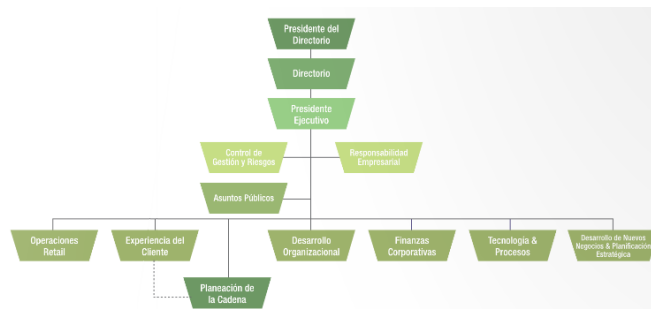 Presidente del
Directorio
Directorio
Presidente
Ejecutivo
Control de
Gestión y Riesgos
Responsabilidad
Empresarial
Asuntos Públicos
Operaciones
Retail
Experiencia del
Cliente
Desarrollo
Organizacional
Finanzas
Corporativas
Tecnología &
Procesos
Desarrollo de Nuevos
Negocios & Planificación
Estratégica
Planeación de
la Cadena